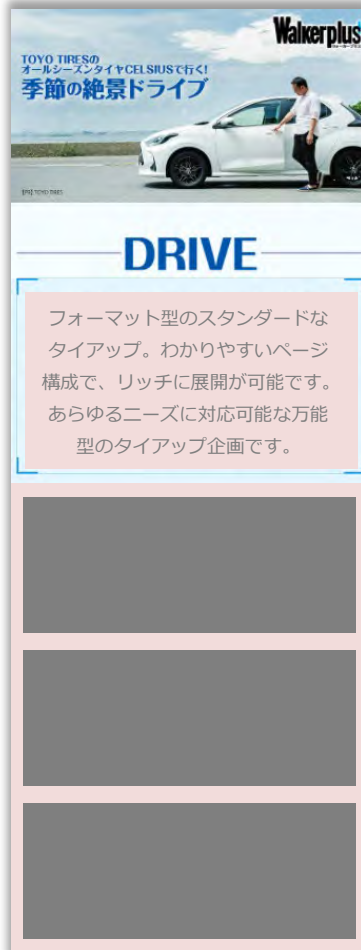 Walkerplus
TOYO TIRESの
オールシーズンタイヤCELSIUSで行く!
季節の絶景ドライブ
[PR] TOYO TIRES
DRIVE
フォーマット型のスタンダードな
タイアップ。わかりやすいページ
構成で、リッチに展開が可能です。
あらゆるニーズに対応可能な万能
型のタイアップ企画です。